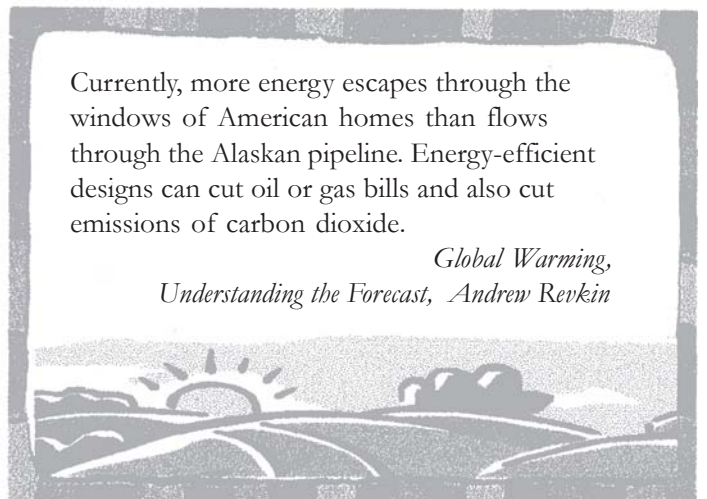 Currently, more energy escapes through the
windows of American homes than flows
through the Alaskan pipeline. Energy-efficient
designs can cut oil or gas bills and also cut
emissions of carbon dioxide.
Global Warming,
Understanding the Forecast, Andrew Revkin